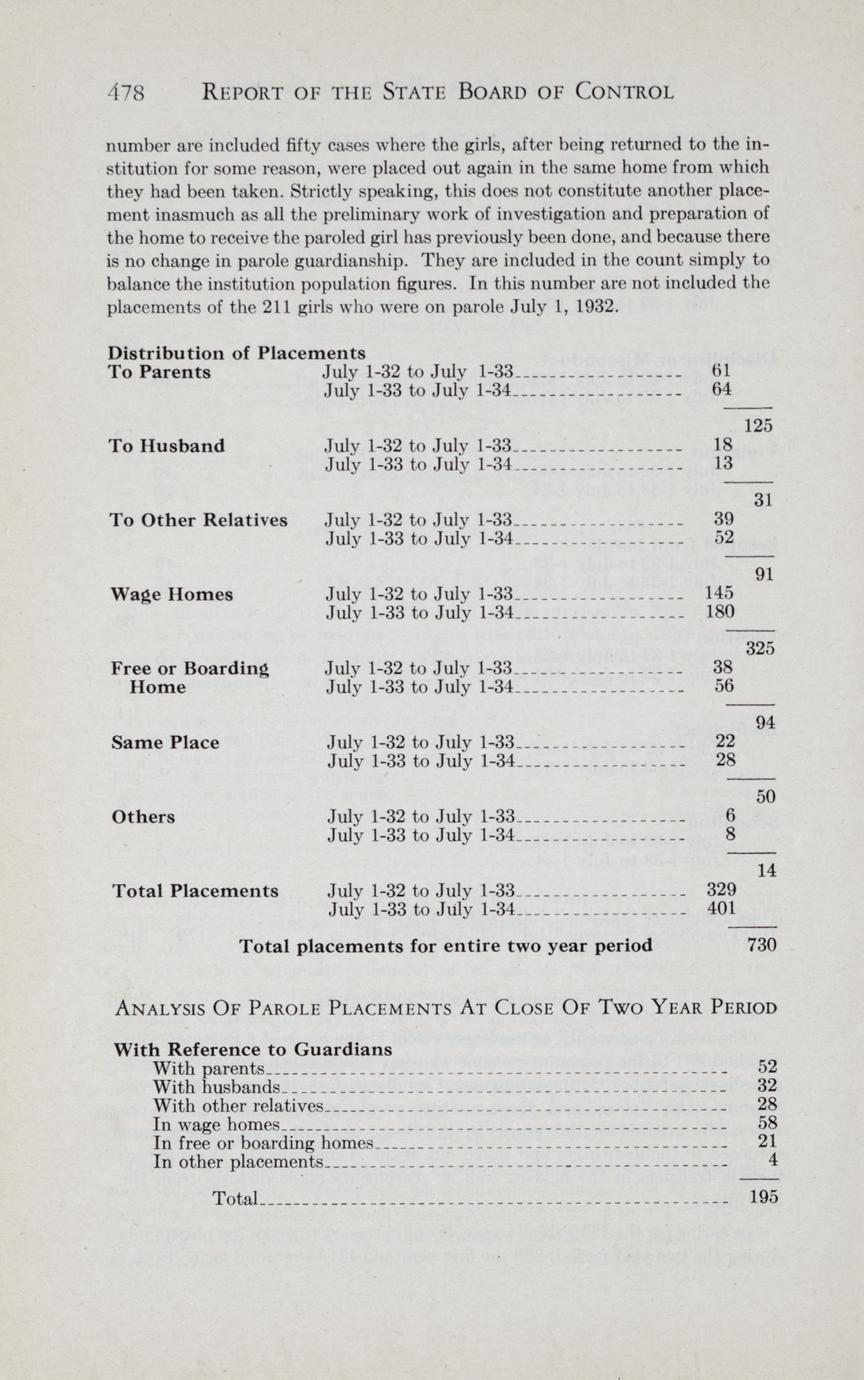 478 REPORT OF THE STATE BOARD OF CONTROL
number are included fifty cases where the girls, after being returned to the in-
stitution for some reason, were placed out again in the same home from which
they had been taken. Strictly speaking, this does not constitute another place-
ment inasmuch as all the preliminary work of investigation and preparation of
the home to receive the paroled girl has previously been done, and because there
is no change in parole guardianship. They are included in the count simply to
balance the institution population figures. In this number are not included the
placements of the 211 girls who were on parole July 1, 1932.
Distribution of Placements
To Parents July 1-32 to July 1-33 61
July 1-33 to July 1-34 64
125
To Husband July 1-32 to July 1-33 18
July 1-33 to July 1-34 13
31
To Other Relatives July 1-32 to July 1-33 39
July 1-33 to July 1-34 52
91
Wage Homes July 1-32 to July 1-33 145
July 1-33 to July 1-34 180
325
Free or Boarding July 1-32 to July 1-33 38
Home July 1-33 to July 1-34 56
94
Same Place July 1-32 to July 1-33 22
July 1-33 to July 1-34 28
50
Others July 1-32 to July 1-33 6
July 1-33 to July 1-34 8
14
Total Placements July 1-32 to July 1-33 329
July 1-33 to July 1-34 401
Total placements for entire two year period 730
ANALYSIS OF PAROLE PLACEMENTS AT CLOSE OF TWO YEAR PERIOD
With Reference to Guardians
With parents 52
With husbands 32
With other relatives 28
In wage homes 58
In free or boarding homes 21
In other placements 4
Total 195